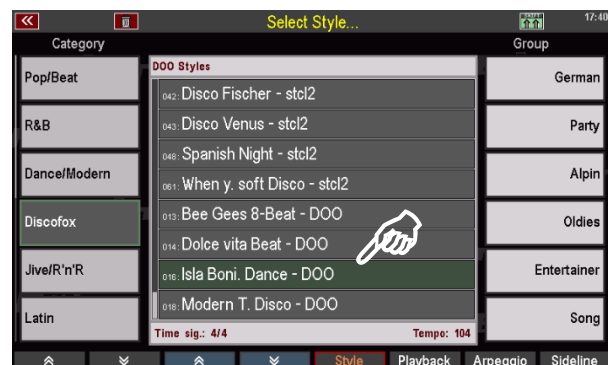 Select Style...
17:40
Category
Group
Pop/Beat
R&B
Dance/Modern
Discofox
Jive/R'n'R
Latin
DOO Styles
042: Disco Fischer - stcl2
043: Disco Venus - stcl2
048: Spanish Night - stcl2
061: When y. soft Disco - stcl2
013: Bee Gees 8-Beat - DOO
014: Dolce vita Beat - DOO
016: Isla Boni. Dance - DOO
018: Modern T. Disco - DOO
Time sig.: 4/4
Tempo: 104
German
Party
Alpin
Oldies
Entertainer
Song
Style
Playback
Arpeggio
Sideline